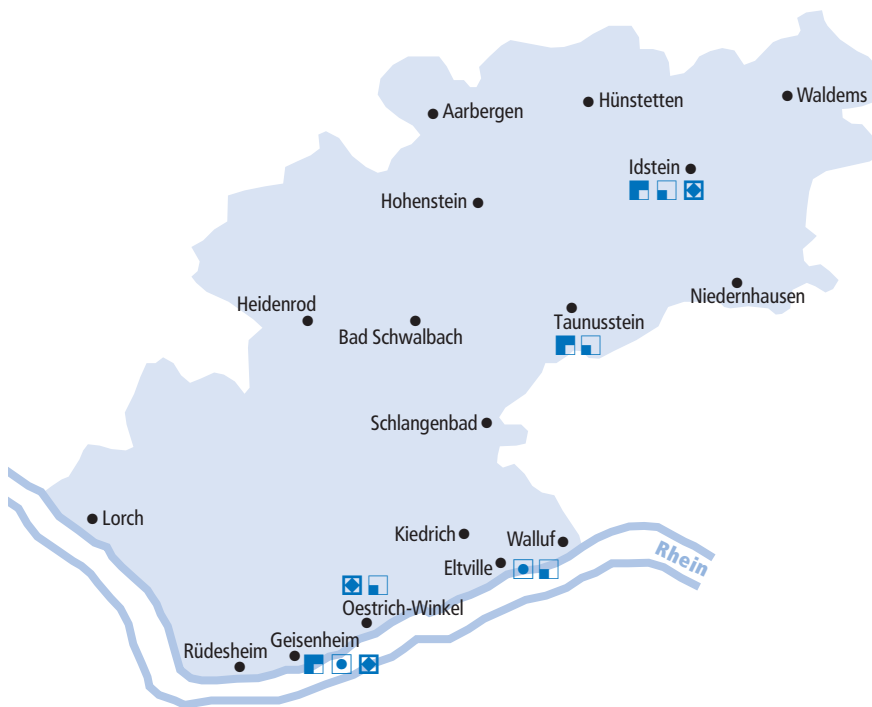 Waldems
Hünstetten
Aarbergen
Idstein
Hohenstein
Niedernhausen
Heidenrod
Taunusstein
Bad Schwalbach
Schlangenbad
Lorch
Kiedrich
Walluf
Rhein
Eltville
Oestrich-Winkel
Geisenheim
Rüdesheim